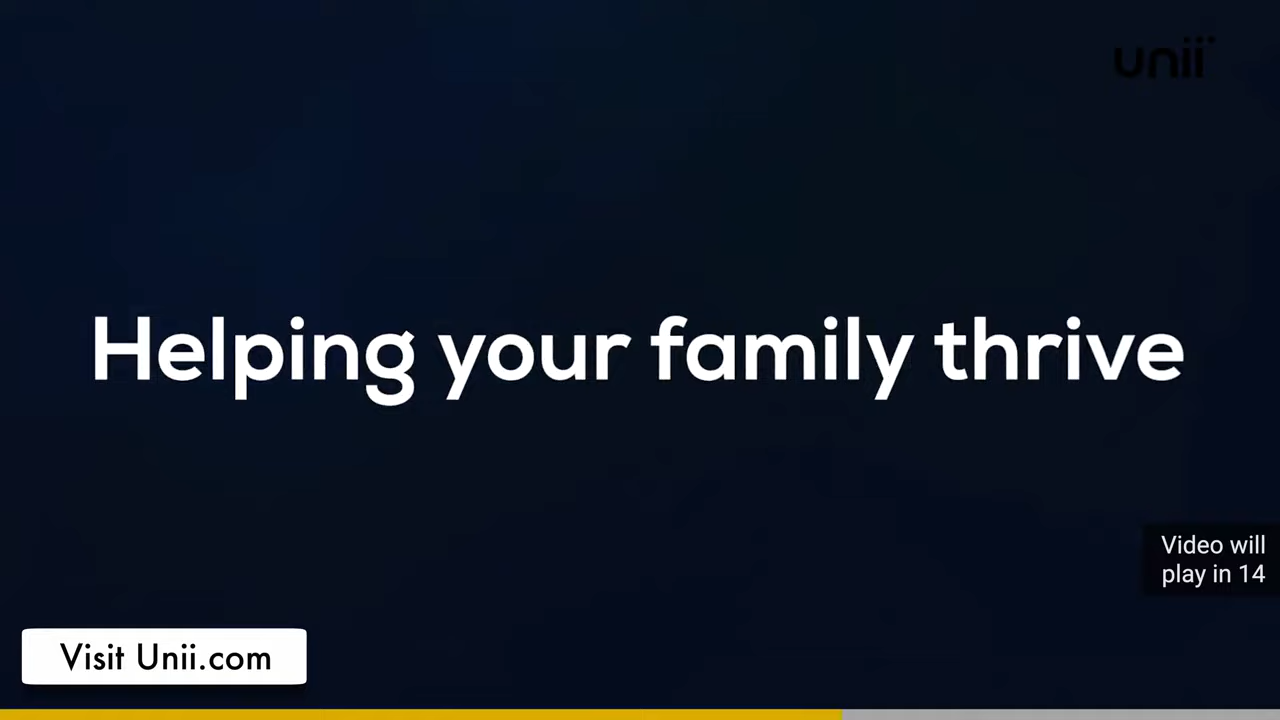 unii
Helping your family thrive
Video will
play in 14
Visit Unii.com